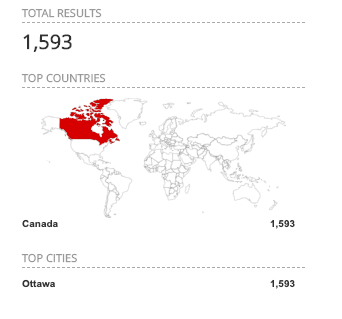 TOTAL RESULTS
1,593
TOP COUNTRIES
Canada 1,593
TOP CITIES
Ottawa 1,593